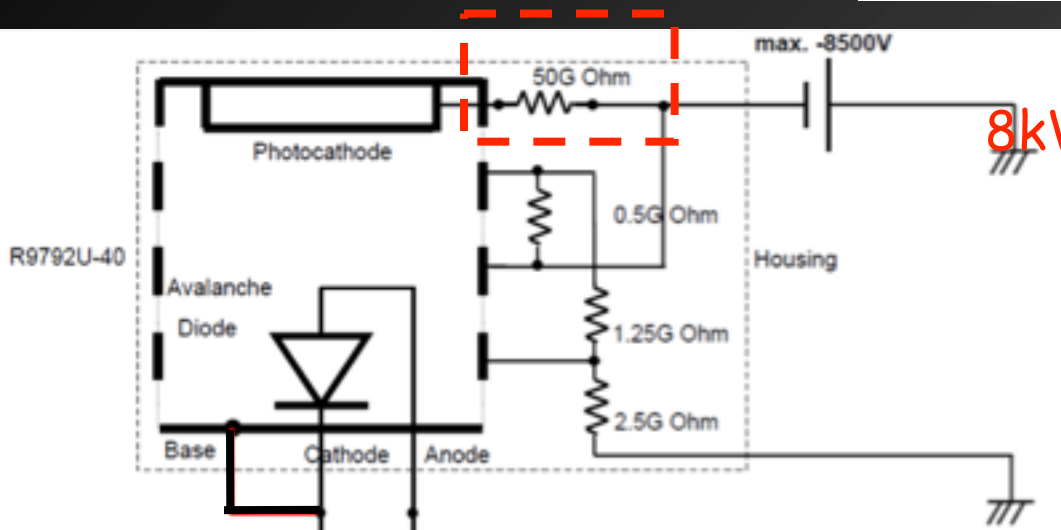 max. -8500V
50G Ohm
8k
Photocathode
0.5G Ohm
R9792U-40
Housing
Avalanche
Diode
1.25G Ohm
2.5G Ohm
Base
Cathode
Anode